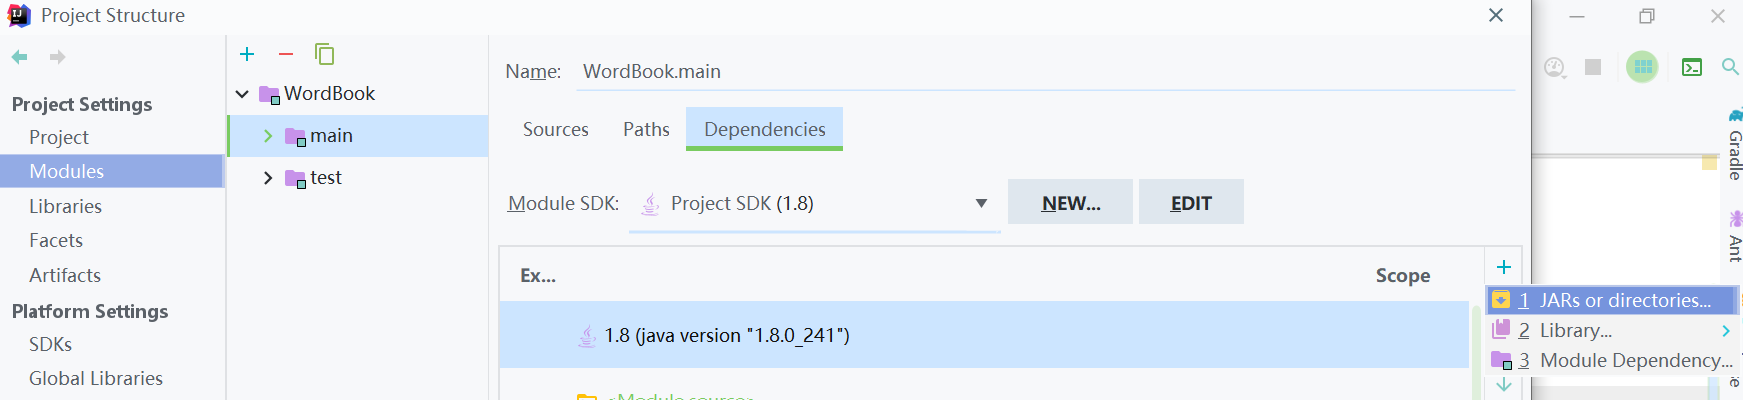 Project Structure
Project Settings
Project
Modules
Libraries
Facets
Artifacts
Platform Settings
SDKs
Global Libraries
WordBook
main
test
Name: WordBook.main
Sources Paths Dependencies
Module SDK: Project SDK (1.8) NEW... EDIT
Ex... Scope
1.8 (java version "1.8.0_241")
<Module source>
1 JARs or directories...
2 Library...
3 Module Dependency...
Gradle
Ant